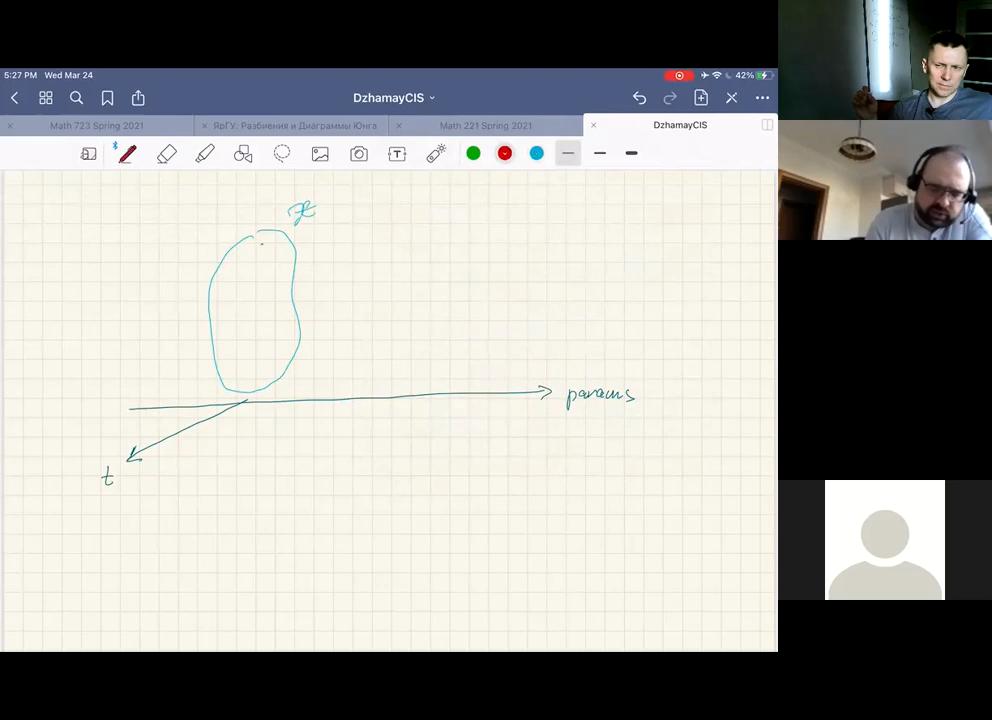 5:27 PM Wed Mar 24
42%
DzhamayCIS
Math 723 Spring 2021
ЯрГУ: Разбиения и Диаграммы Юнга
Math 221 Spring 2021
DzhamayCIS
T
params
t